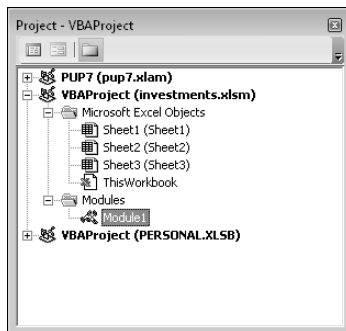 Project - VBAProject
PUP7 (pup7.xlam)
VBAProject (investments.xlsm)
Microsoft Excel Objects
Sheet1 (Sheet1)
Sheet2 (Sheet2)
Sheet3 (Sheet3)
ThisWorkbook
Modules
Module1
VBAProject (PERSONAL.XLSB)